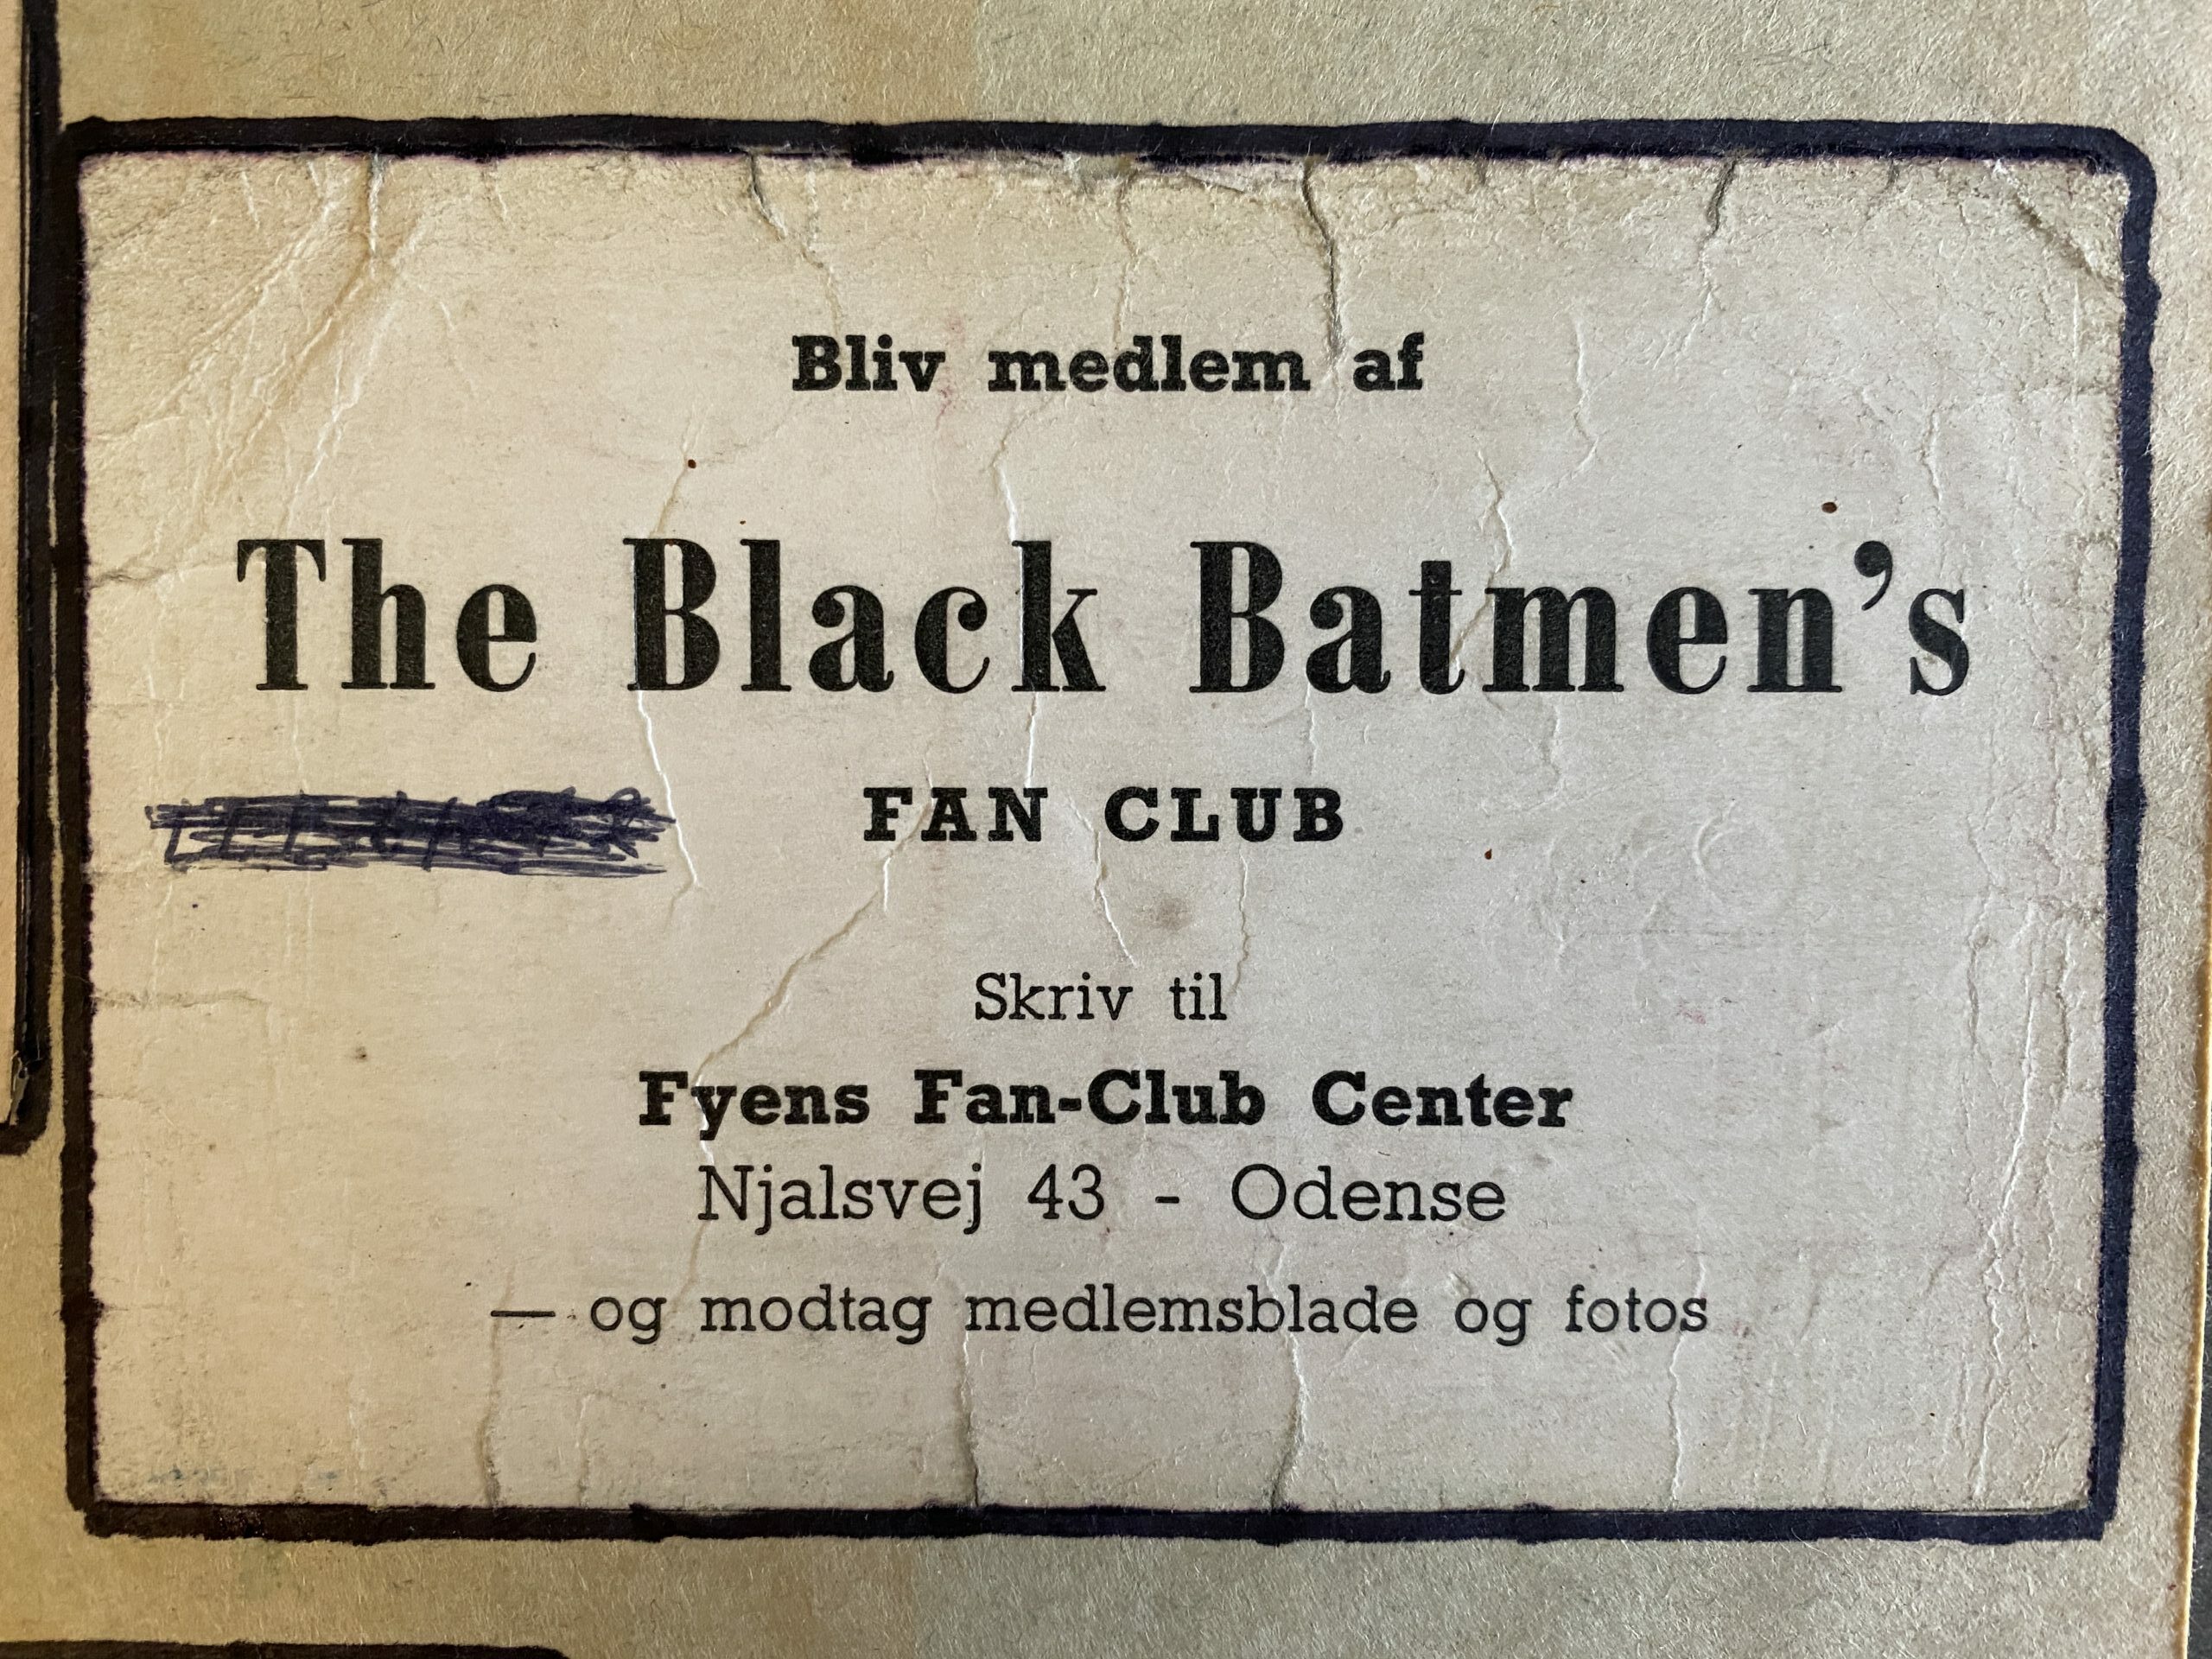 Bliv medlem af
The Black Batmen's
FAN CLUB
Skriv til
Fyens Fan-Club Center
Njalsvej 43 - Odense
— og modtag medlemsblade og fotos